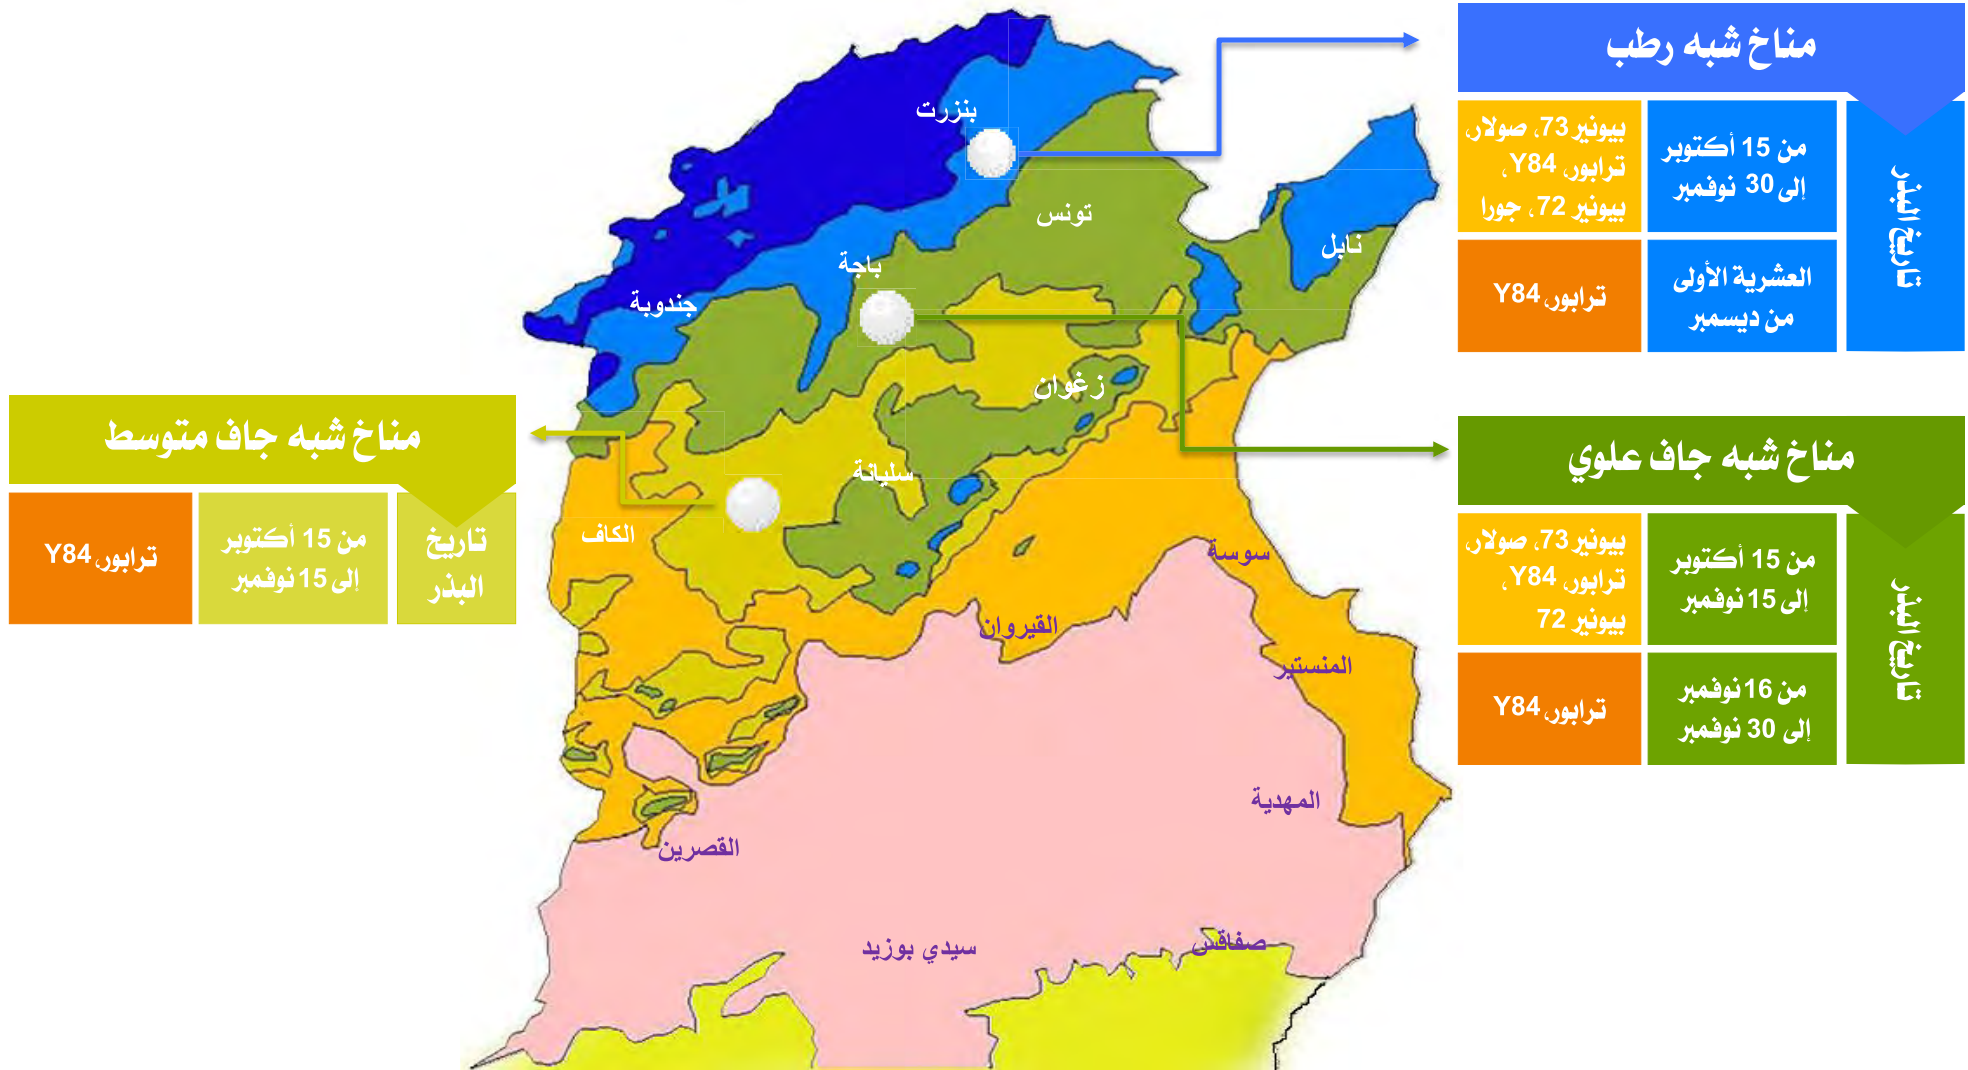 مناخ شبه رطب
تاريخ البذر
من 15 أكتوبر
إلى 30 نوفمبر
بيونير 73، صولار،
ترابور، Y84،
بيونير 72، جورا
العشرية الأولى
من ديسمبر
ترابور، Y84
مناخ شبه جاف علوي
تاريخ البذر
من 15 أكتوبر
إلى 15 نوفمبر
بيونير 73، صولار،
ترابور، Y84،
بيونير 72
من 16 نوفمبر
إلى 30 نوفمبر
ترابور، Y84
مناخ شبه جاف متوسط
تاريخ
البذر
من 15 أكتوبر
إلى 15 نوفمبر
ترابور، Y84
بنزرت
تونس
نابل
باجة
جندوبة
زغوان
سليانة
الكاف
سوسة
القيروان
المنستير
المهدية
القصرين
صفاقس
سيدي بوزيد